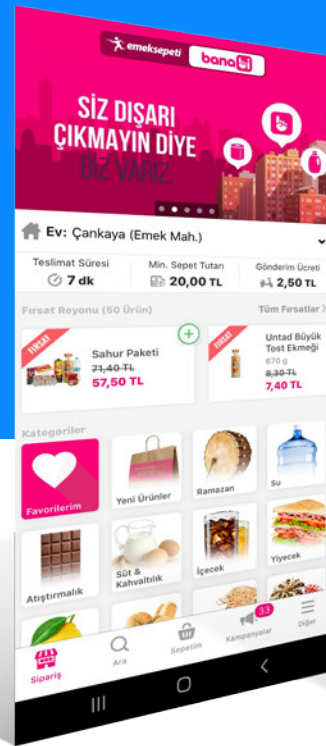 emeksepeti banabi
SİZ DIŞARI
ÇIKMAYIN DİYE
BİZ VARIZ
Ev: Çankaya (Emek Mah.)
Teslimat Süresi Min. Sepet Tutarı Gönderim Ücreti
7 dk 20,00 TL 2,50 TL
Fırsat Reyonu (50 Ürün) Tüm Fırsatlar >
FIRSAT
Sahur Paketi
71,40 TL
57,50 TL
FIRSAT
Untad Büyük
Tost Ekmeği
670 g
8,30 TL
7,40 TL
Kategoriler
Favorilerim Yeni Ürünler Ramazan Su
Atıştırmalık Süt &
Kahvaltılık İçecek Yiyecek
Sipariş Ara Sepetim Kampanyalar 33 Diğer